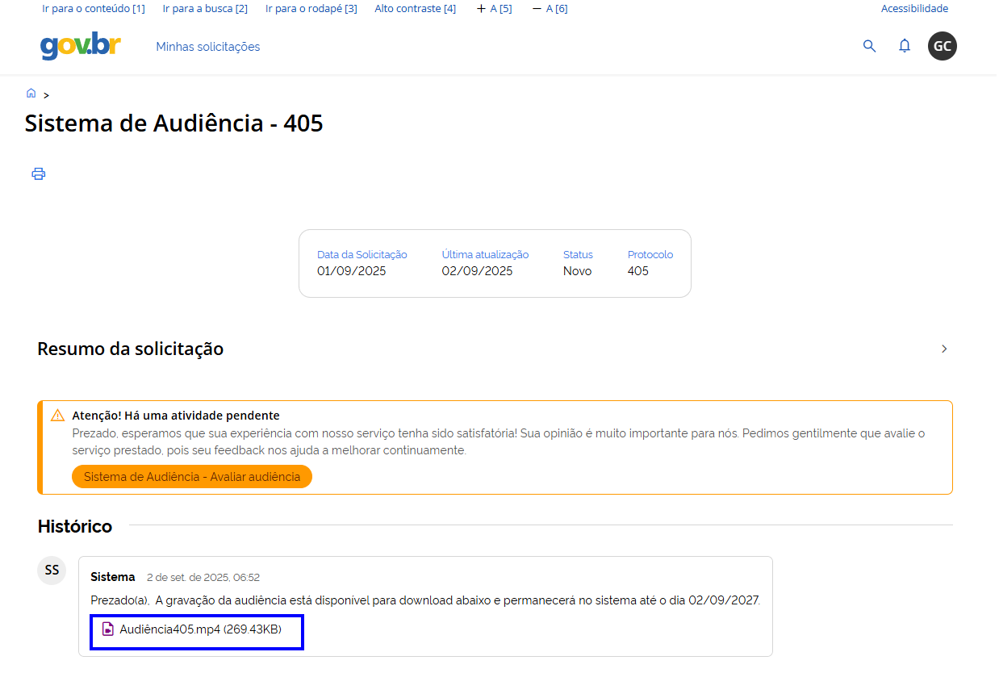 Ir para o conteúdo [1] Ir para a busca [2] Ir para o rodapé [3] Alto contraste [4] + A [5] — A [6] Acessibilidade
gov.br Minhas solicitações GC
>
Sistema de Audiência - 405
Data da Solicitação Última atualização Status Protocolo
01/09/2025 02/09/2025 Novo 405
Resumo da solicitação
Atenção! Há uma atividade pendente
Prezado, esperamos que sua experiência com nosso serviço tenha sido satisfatória! Sua opinião é muito importante para nós. Pedimos gentilmente que avalie o
serviço prestado, pois seu feedback nos ajuda a melhorar continuamente.
Sistema de Audiência - Avaliar audiência
Histórico
SS Sistema 2 de set. de 2025, 06:52
Prezado(a), A gravação da audiência está disponível para download abaixo e permanecerá no sistema até o dia 02/09/2027.
Audiência405.mp4 (269.43KB)